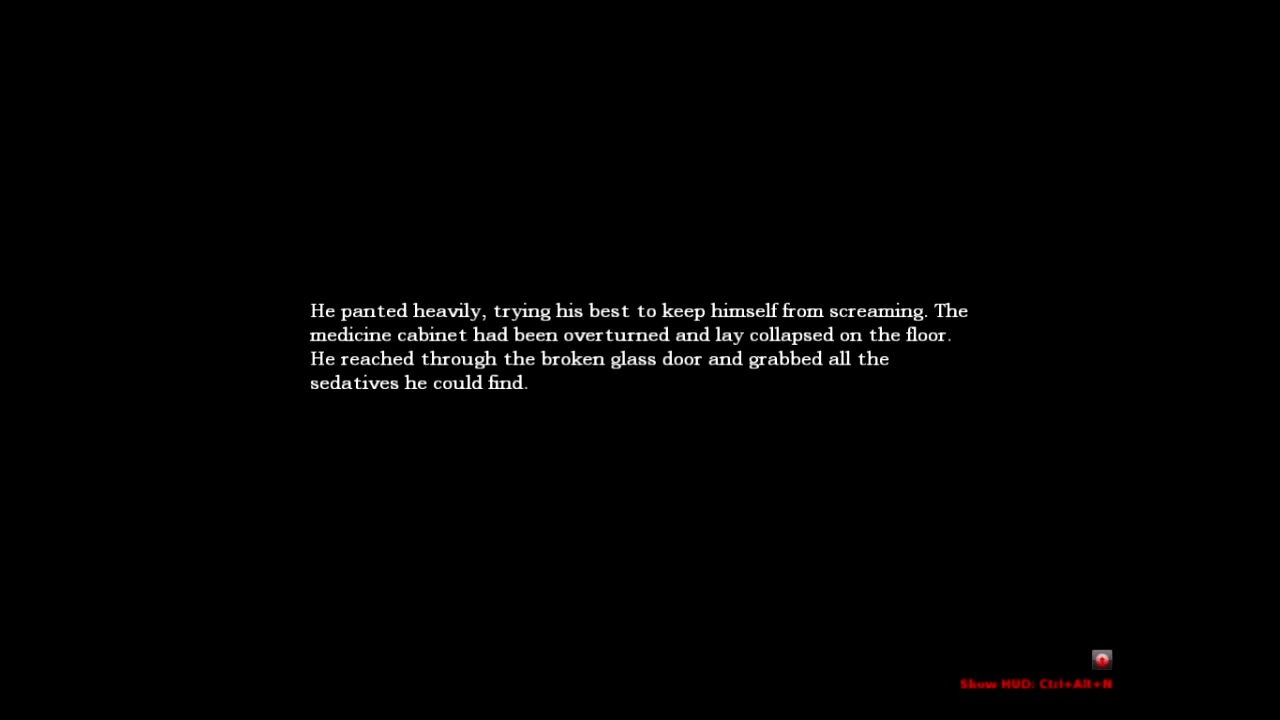 He panted heavily, trying his best to keep himself from screaming. The
medicine cabinet had been overturned and lay collapsed on the floor.
He reached through the broken glass door and grabbed all the
sedatives he could find.
Show HUD: Ctrl+Alt+N